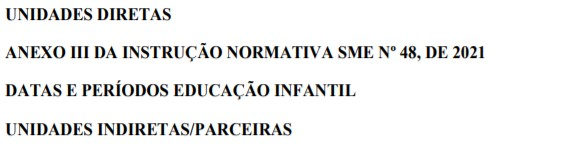 UNIDADES DIRETAS
ANEXO III DA INSTRUÇÃO NORMATIVA SME Nº 48, DE 2021
DATAS E PERÍODOS EDUCAÇÃO INFANTIL
UNIDADES INDIRETAS/PARCEIRAS